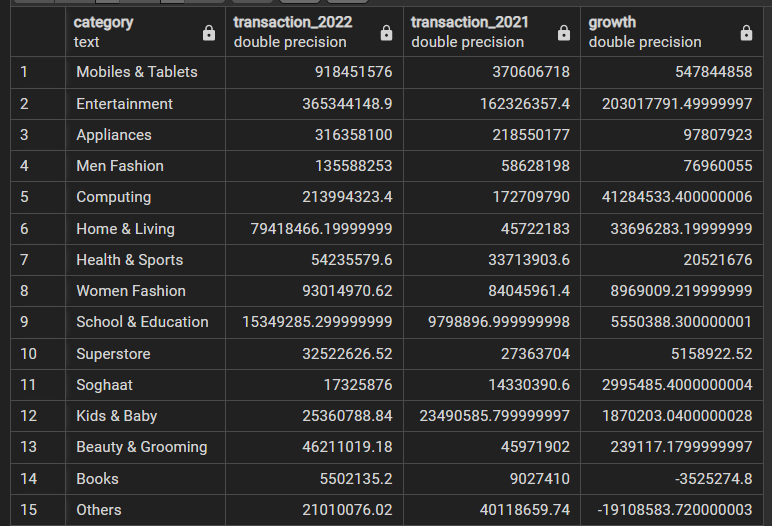 category transaction_2022 transaction_2021 growth
text double precision double precision double precision
1 Mobiles & Tablets 918451576 370606718 547844858
2 Entertainment 365344148.9 162326357.4 203017791.49999997
3 Appliances 316358100 218550177 97807923
4 Men Fashion 135588253 58628198 76960055
5 Computing 213994323.4 172709790 41284533.400000006
6 Home & Living 79418466.19999999 45722183 33696283.19999999
7 Health & Sports 54235579.6 33713903.6 20521676
8 Women Fashion 93014970.62 84045961.4 8969009.219999999
9 School & Education 15349285.299999999 9798896.999999998 5550388.300000001
10 Superstore 32522626.52 27363704 5158922.52
11 Soghaat 17325876 14330390.6 2995485.4000000004
12 Kids & Baby 25360788.84 23490585.799999997 1870203.0400000028
13 Beauty & Grooming 46211019.18 45971902 239117.1799999997
14 Books 5502135.2 9027410 -3525274.8
15 Others 21010076.02 40118659.74 -19108583.720000003